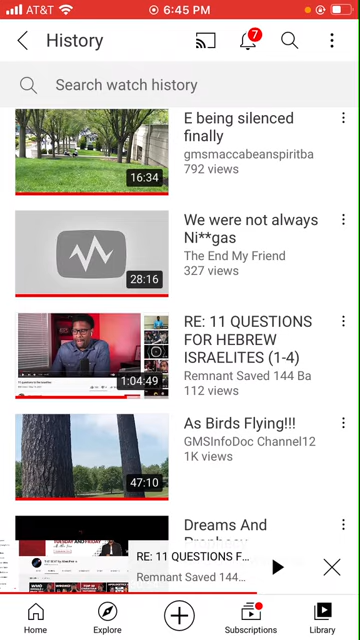 AT&T
6:45 PM
History
7
Search watch history
E being silenced
finally
gmsmaccabeanspiritba
792 views
16:34
We were not always
Ni**gas
The End My Friend
327 views
28:16
RE: 11 QUESTIONS
FOR HEBREW
ISRAELITES (1-4)
Remnant Saved 144 Ba
112 views
1:04:49
As Birds Flying!!!
GMSInfoDoc Channel12
1K views
47:10
Dreams And
RE: 11 QUESTIONS F...
Remnant Saved 144...
Home
Explore
Subscriptions
Library